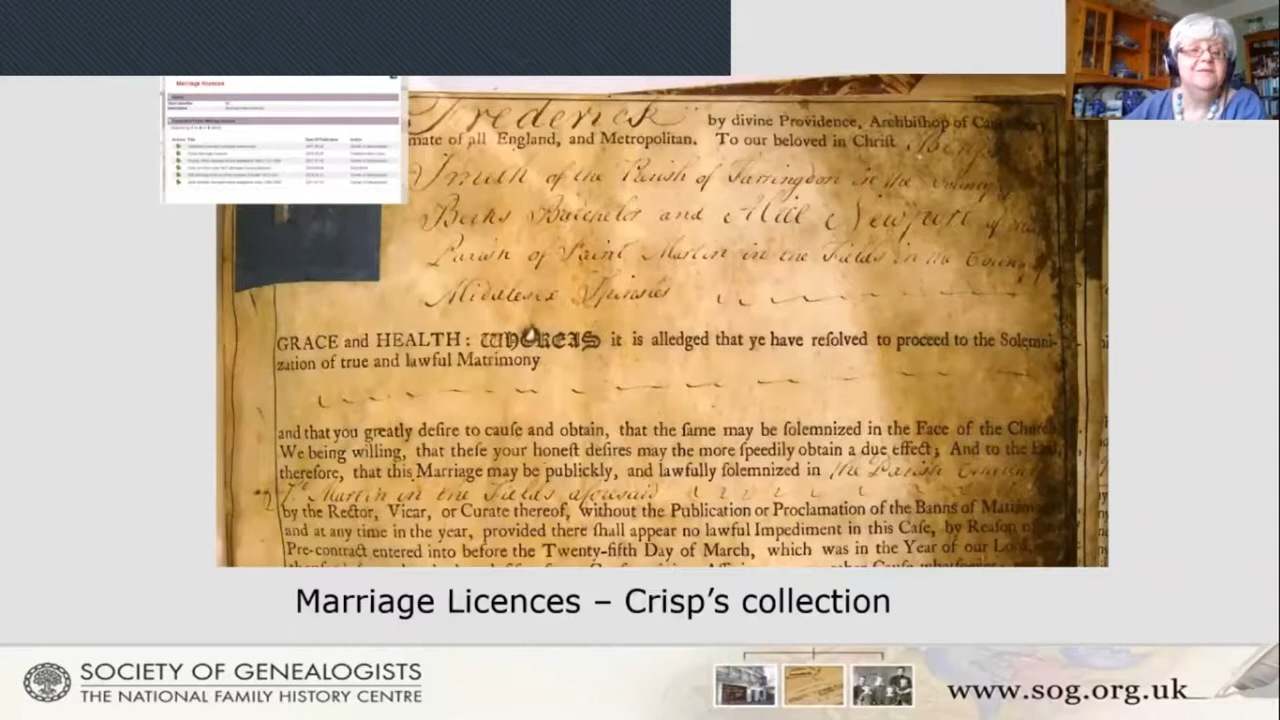 Marriage Licences
Frederick by divine Providence, Archbishop of
mate of all England, and Metropolitan. To our beloved in Christ
Smith of the Parish of Farringdon in the County of
Berks Batchelor and Newport of
Parish of Saint Martin in the Fields in the County of
Middlesex Spinster
GRACE and HEALTH: WHEREAS it is alledged that ye have reſolved to proceed to the Solemni-
zation of true and lawful Matrimony
and that you greatly deſire to cauſe and obtain, that the ſame may be ſolemnized in the Face of the Church
We being willing, that theſe your honeſt deſires may the more ſpeedily obtain a due effect; And to the End,
therefore, that this Marriage may be publickly, and lawfully ſolemnized in the Pariſh Church
St. Martin in the Fields aforesaid
by the Rector, Vicar, or Curate thereof, without the Publication or Proclamation of the Banns of
and at any time in the year, provided there ſhall appear no lawful Impediment in this Caſe, by Reaſon of
Pre-contract entered into before the Twenty-fifth Day of March, which was in the Year of our Lord
Marriage Licences – Crisp's collection
SOCIETY OF GENEALOGISTS
THE NATIONAL FAMILY HISTORY CENTRE
www.sog.org.uk